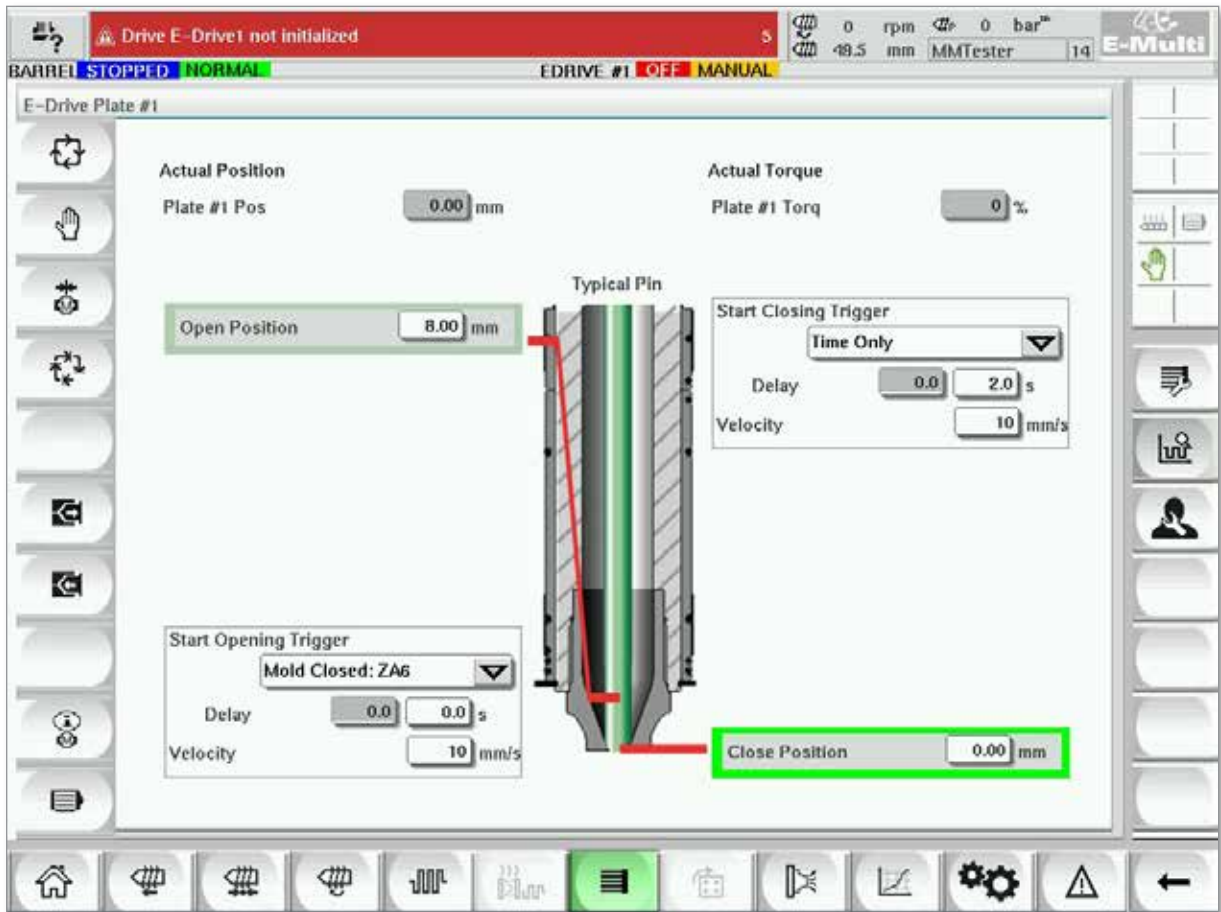 Drive E-Drive1 not initialized 5
0 rpm 0 bar
48.5 mm MMTester 14
E-Multi
BARREL STOPPED NORMAL EDRIVE #1 OFF MANUAL
E-Drive Plate #1
Actual Position
Plate #1 Pos 0.00 mm
Actual Torque
Plate #1 Torq 0 %
Typical Pin
Open Position 8.00 mm
Start Closing Trigger
Time Only
Delay 0.0 2.0 s
Velocity 10 mm/s
Start Opening Trigger
Mold Closed: ZA6
Delay 0.0 0.0 s
Velocity 10 mm/s
Close Position 0.00 mm